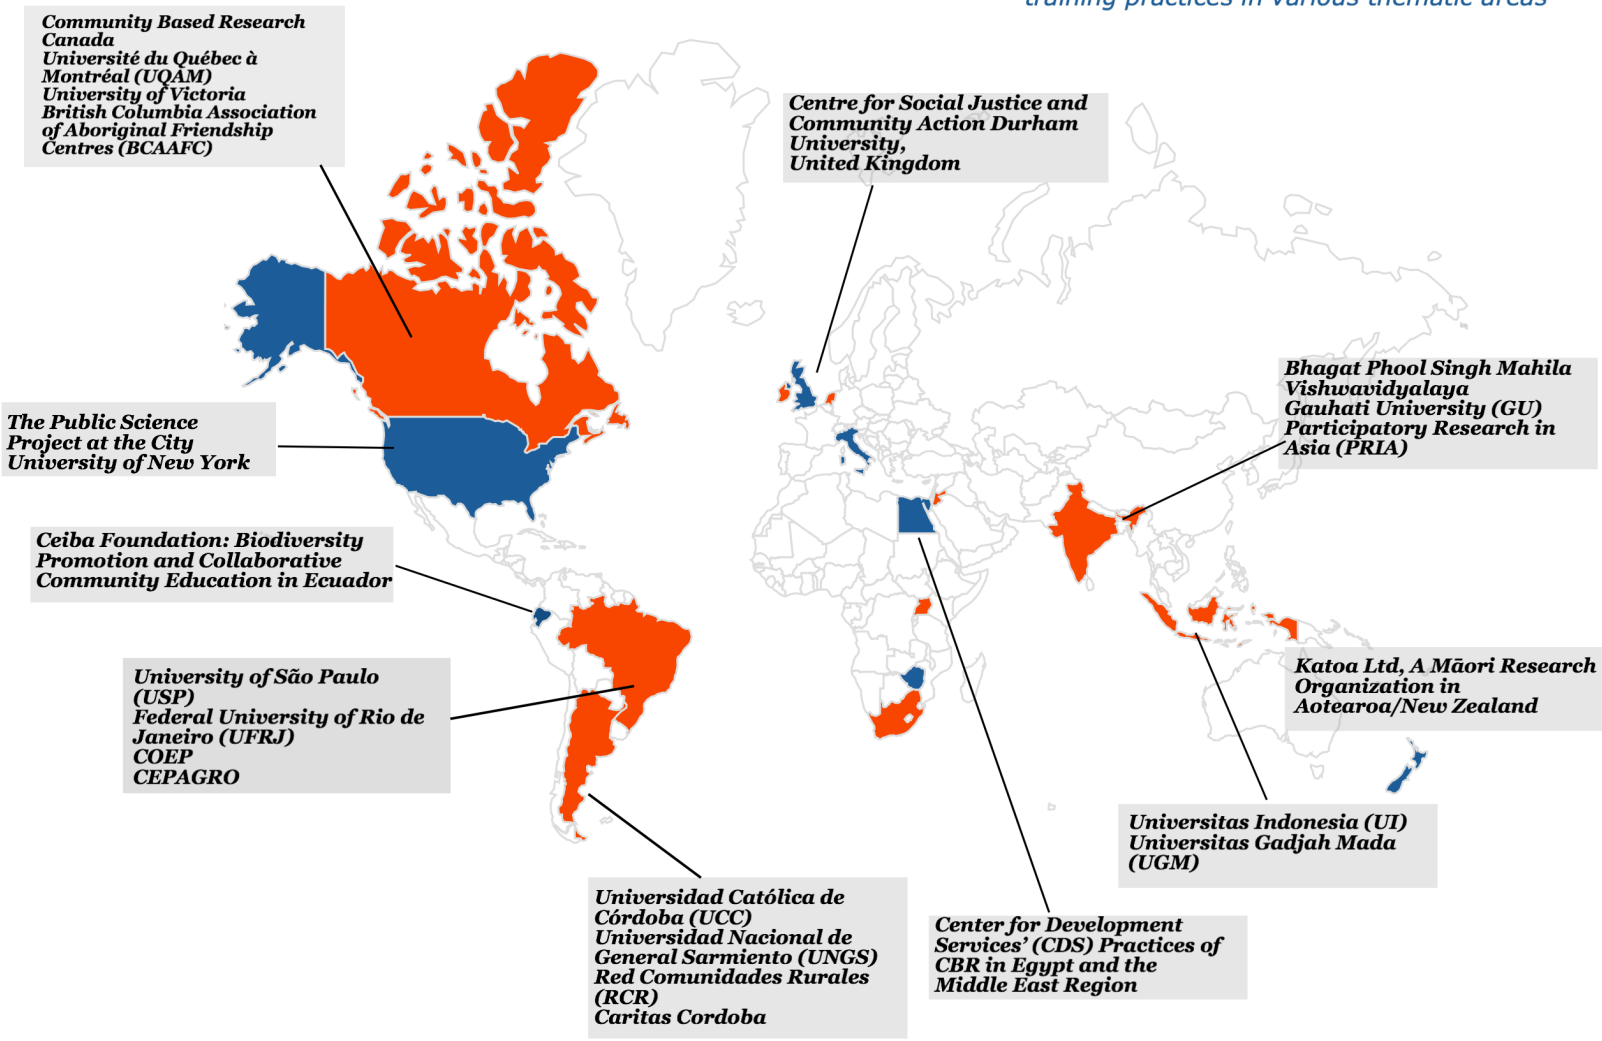 training practices in various thematic areas
Community Based Research
Canada
Université du Québec à
Montréal (UQAM)
University of Victoria
British Columbia Association
of Aboriginal Friendship
Centres (BCAAFC)
Centre for Social Justice and
Community Action Durham
University,
United Kingdom
Bhagat Phool Singh Mahila
Vishwavidyalaya
Gauhati University (GU)
Participatory Research in
Asia (PRIA)
The Public Science
Project at the City
University of New York
Ceiba Foundation: Biodiversity
Promotion and Collaborative
Community Education in Ecuador
University of São Paulo
(USP)
Federal University of Rio de
Janeiro (UFRJ)
COEP
CEPAGRO
Katoa Ltd, A Māori Research
Organization in
Aotearoa/New Zealand
Universitas Indonesia (UI)
Universitas Gadjah Mada
(UGM)
Universidad Católica de
Córdoba (UCC)
Universidad Nacional de
General Sarmiento (UNGS)
Red Comunidades Rurales
(RCR)
Caritas Cordoba
Center for Development
Services’ (CDS) Practices of
CBR in Egypt and the
Middle East Region